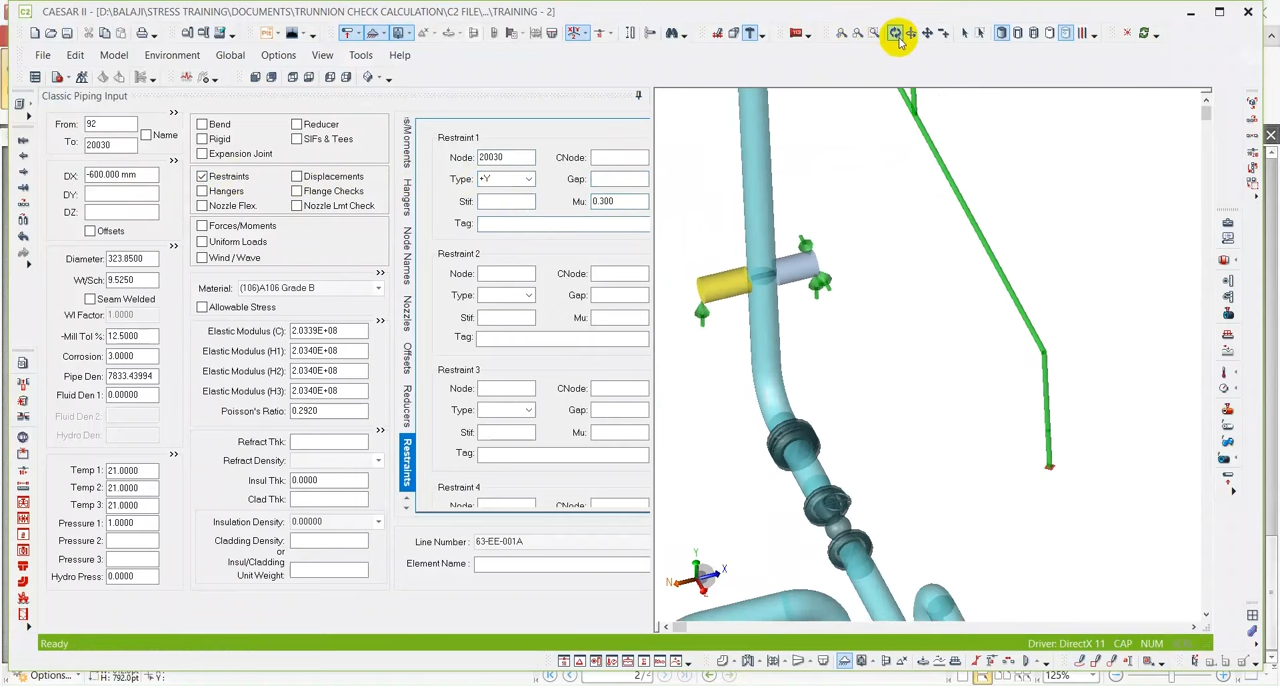 CAESAR II - [D:\BALAJI\STRESS TRAINING\DOCUMENTS\TRUNNION CHECK CALCULATION\C2 FILE\...\TRAINING - 2]
File Edit Model Environment Global Options View Tools Help
Classic Piping Input
From: 92
To: 20030
Name
DX: -600.000 mm
DY:
DZ:
Offsets
Diameter: 323.8500
Wt/Sch: 9.5250
Seam Welded
WI Factor: 1.0000
-Mill Tol %: 12.5000
Corrosion: 3.0000
Pipe Den: 7833.43994
Fluid Den 1: 0.00000
Fluid Den 2:
Hydro Den:
Temp 1: 21.0000
Temp 2: 21.0000
Temp 3: 21.0000
Pressure 1: 1.0000
Pressure 2:
Pressure 3:
Hydro Press: 0.0000
Bend Reducer
Rigid SIFs & Tees
Expansion Joint
Restraints Displacements
Hangers Flange Checks
Nozzle Flex Nozzle Lmt Check
Forces/Moments
Uniform Loads
Wind / Wave
Material: (106)A106 Grade B
Allowable Stress
Elastic Modulus (C): 2.0339E+08
Elastic Modulus (H1): 2.0340E+08
Elastic Modulus (H2): 2.0340E+08
Elastic Modulus (H3): 2.0340E+08
Poisson's Ratio: 0.2920
Refract Thk:
Refract Density:
Insul Thk: 0.0000
Clad Thk:
Insulation Density: 0.00000
Cladding Density:
or
Insul/Cladding
Unit Weight:
Hangers
Node Names
Nozzles
Offsets
Reducers
Restraints
Restraint 1
Node: 20030 CNode:
Type: +Y Gap:
Stif: Mu: 0.300
Tag:
Restraint 2
Node: CNode:
Type: Gap:
Stif: Mu:
Tag:
Restraint 3
Node: CNode:
Type: Gap:
Stif: Mu:
Tag:
Restraint 4
Node: CNode:
Line Number: 63-EE-001A
Element Name:
Y
N X
Z
Ready Driver: DirectX 11 CAP NUM
Options... H: 792.0pt Y: 2/2 125%